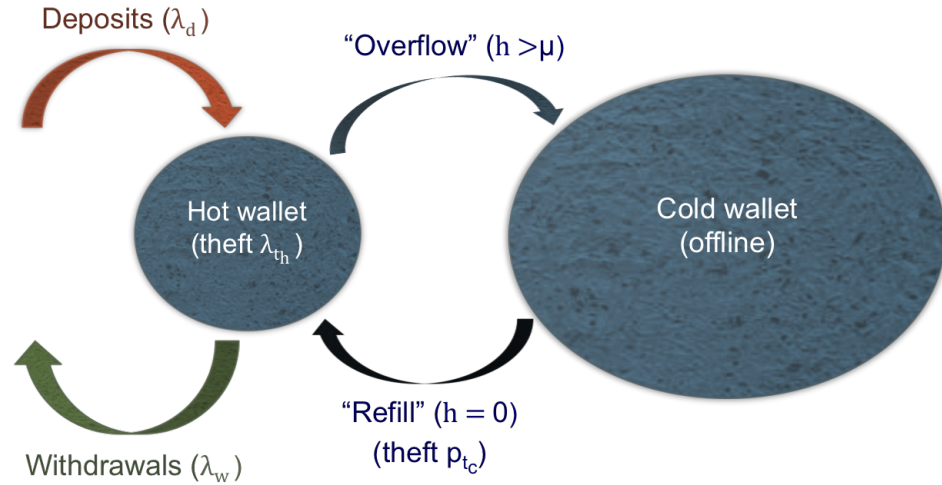 Deposits (λd)
“Overflow” (h >μ)
Hot wallet
(theft λth)
Cold wallet
(offline)
“Refill” (h = 0)
(theft ptc)
Withdrawals (λw)